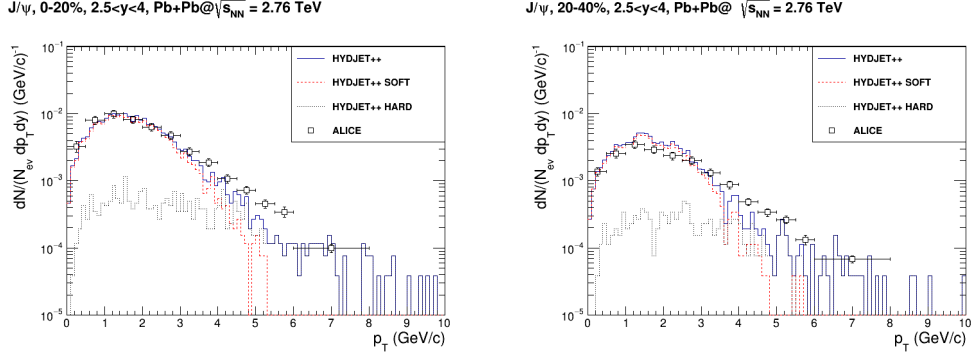 J/ψ, 0-20%, 2.5<y<4, Pb+Pb@√sNN = 2.76 TeV
dN/(Nev dpTdy) (GeV/c)-1
10-1
10-2
10-3
10-4
10-5
HYDJET++
HYDJET++ SOFT
HYDJET++ HARD
ALICE
0 1 2 3 4 5 6 7 8 9 10
pT (GeV/c)
J/ψ, 20-40%, 2.5<y<4, Pb+Pb@ √sNN = 2.76 TeV
dN/(Nev dpTdy) (GeV/c)-1
10-1
10-2
10-3
10-4
10-5
HYDJET++
HYDJET++ SOFT
HYDJET++ HARD
ALICE
0 1 2 3 4 5 6 7 8 9 10
pT (GeV/c)